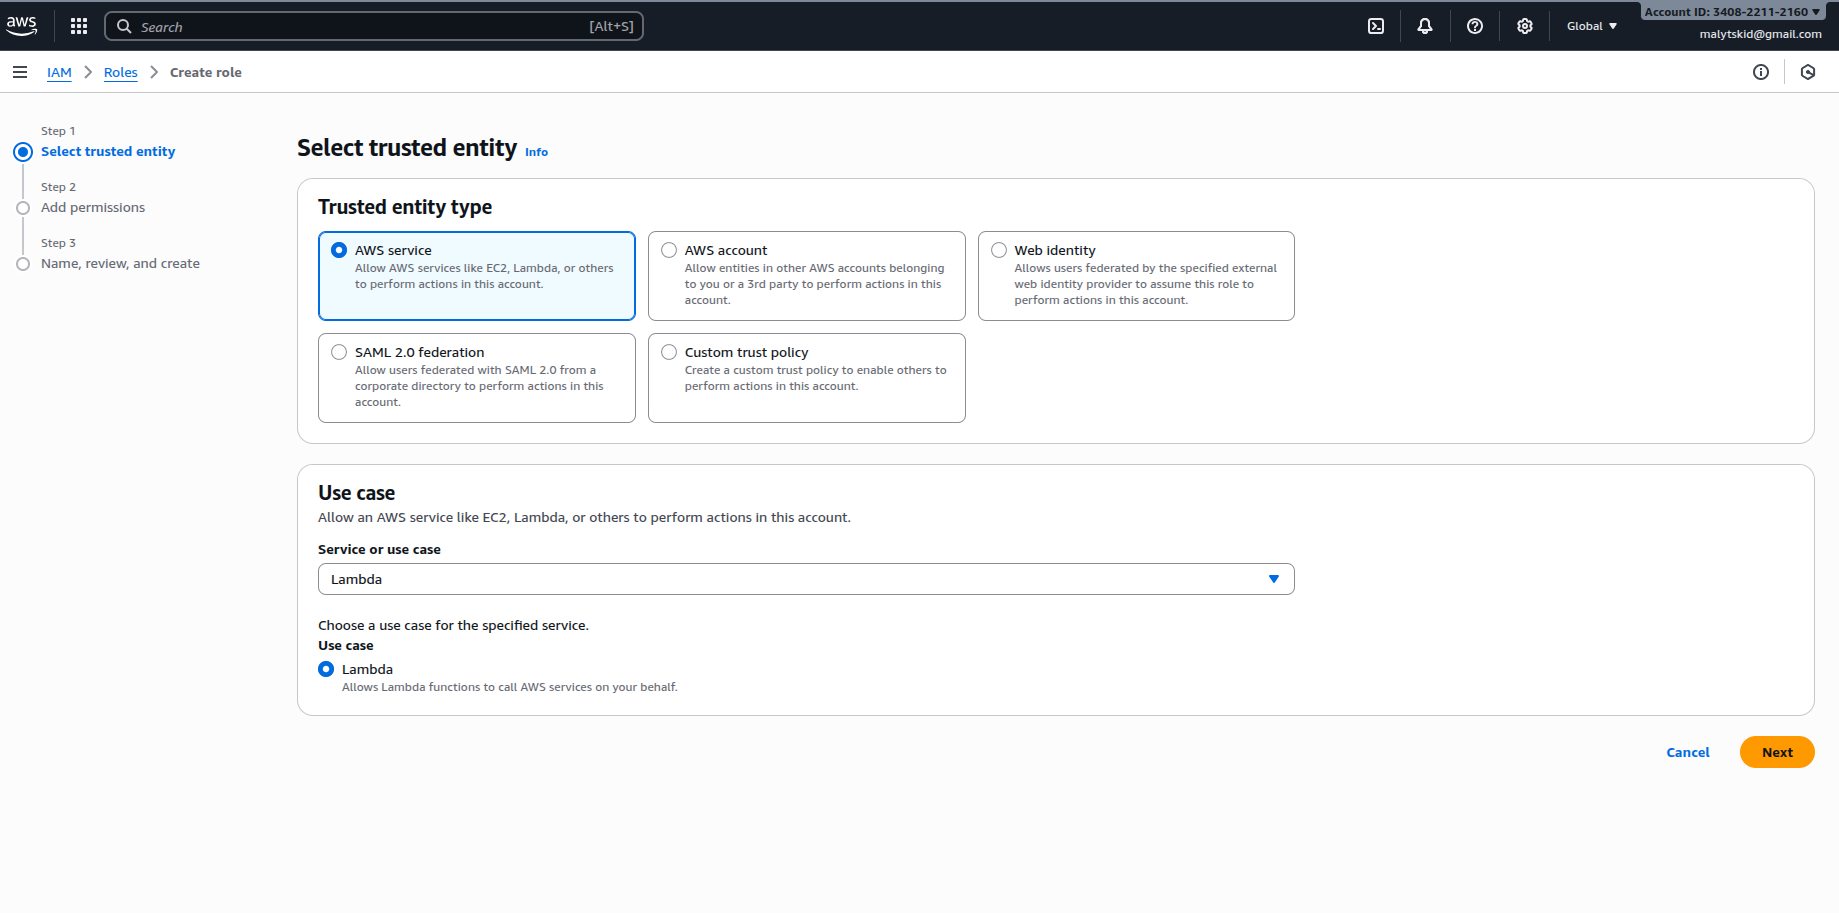 aws
Search
[Alt+S]
Global
Account ID: 3408-2211-2160
malytskid@gmail.com
IAM
Roles
Create role
Step 1
Select trusted entity
Step 2
Add permissions
Step 3
Name, review, and create
Select trusted entity Info
Trusted entity type
AWS service
Allow AWS services like EC2, Lambda, or others
to perform actions in this account.
AWS account
Allow entities in other AWS accounts belonging
to you or a 3rd party to perform actions in this
account.
Web identity
Allows users federated by the specified external
web identity provider to assume this role to
perform actions in this account.
SAML 2.0 federation
Allow users federated with SAML 2.0 from a
corporate directory to perform actions in this
account.
Custom trust policy
Create a custom trust policy to enable others to
perform actions in this account.
Use case
Allow an AWS service like EC2, Lambda, or others to perform actions in this account.
Service or use case
Lambda
Choose a use case for the specified service.
Use case
Lambda
Allows Lambda functions to call AWS services on your behalf.
Cancel
Next